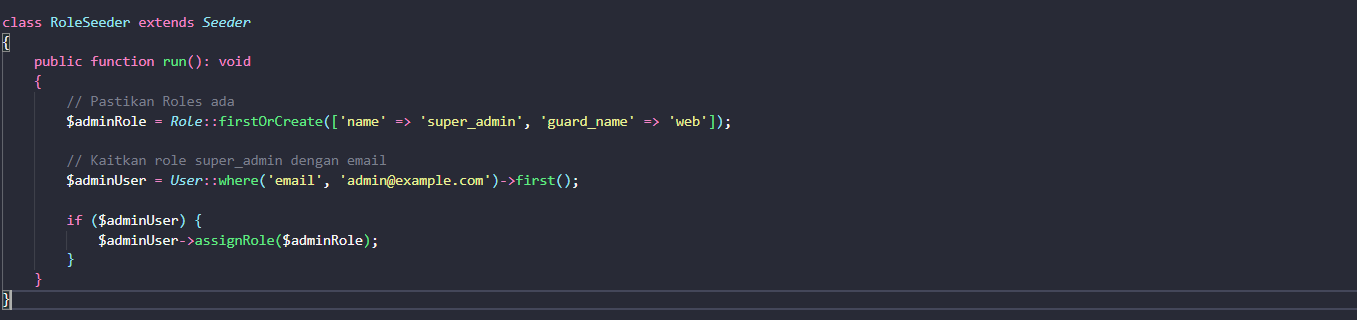 class RoleSeeder extends Seeder
{
    public function run(): void
    {
        // Pastikan Roles ada
        $adminRole = Role::firstOrCreate(['name' => 'super_admin', 'guard_name' => 'web']);

        // Kaitkan role super_admin dengan email
        $adminUser = User::where('email', 'admin@example.com')->first();

        if ($adminUser) {
            $adminUser->assignRole($adminRole);
        }
    }
}